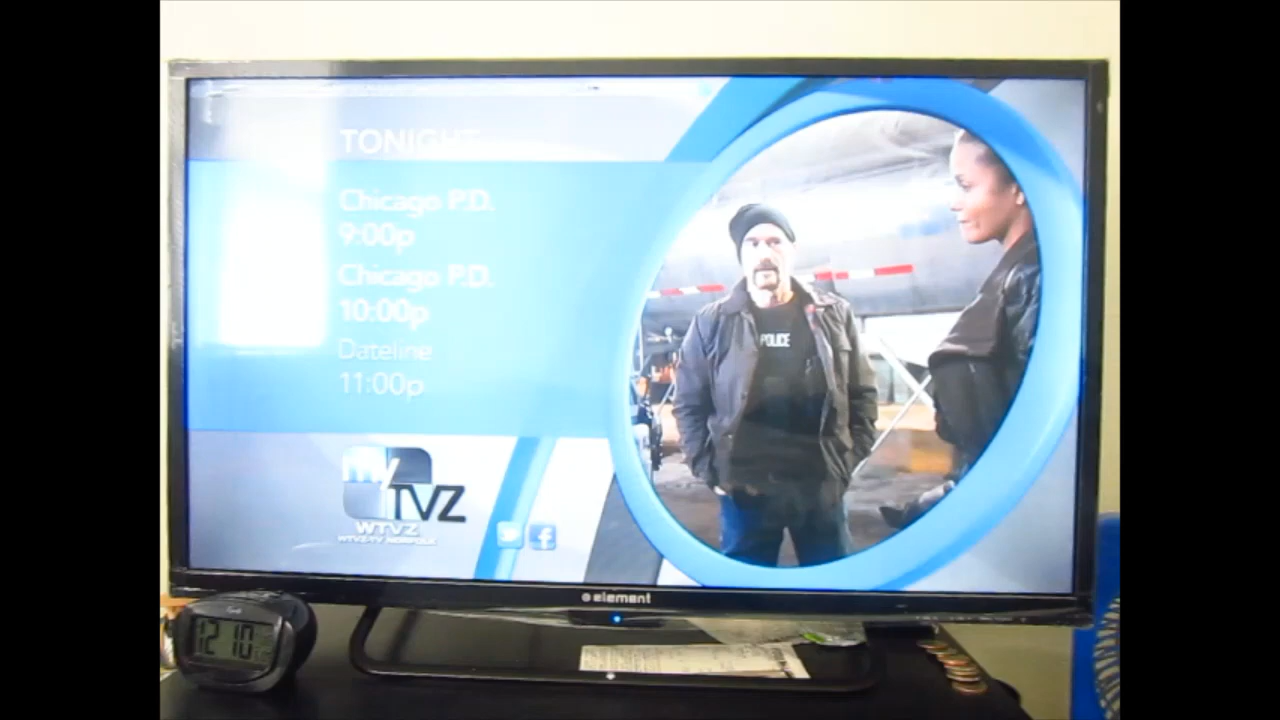 TONIGHT
Chicago P.D.
9:00p
Chicago P.D.
10:00p
Dateline
11:00p
POLICE
my
TVZ
WTVZ
WTVZ-TV NORFOLK
f
element
12:10